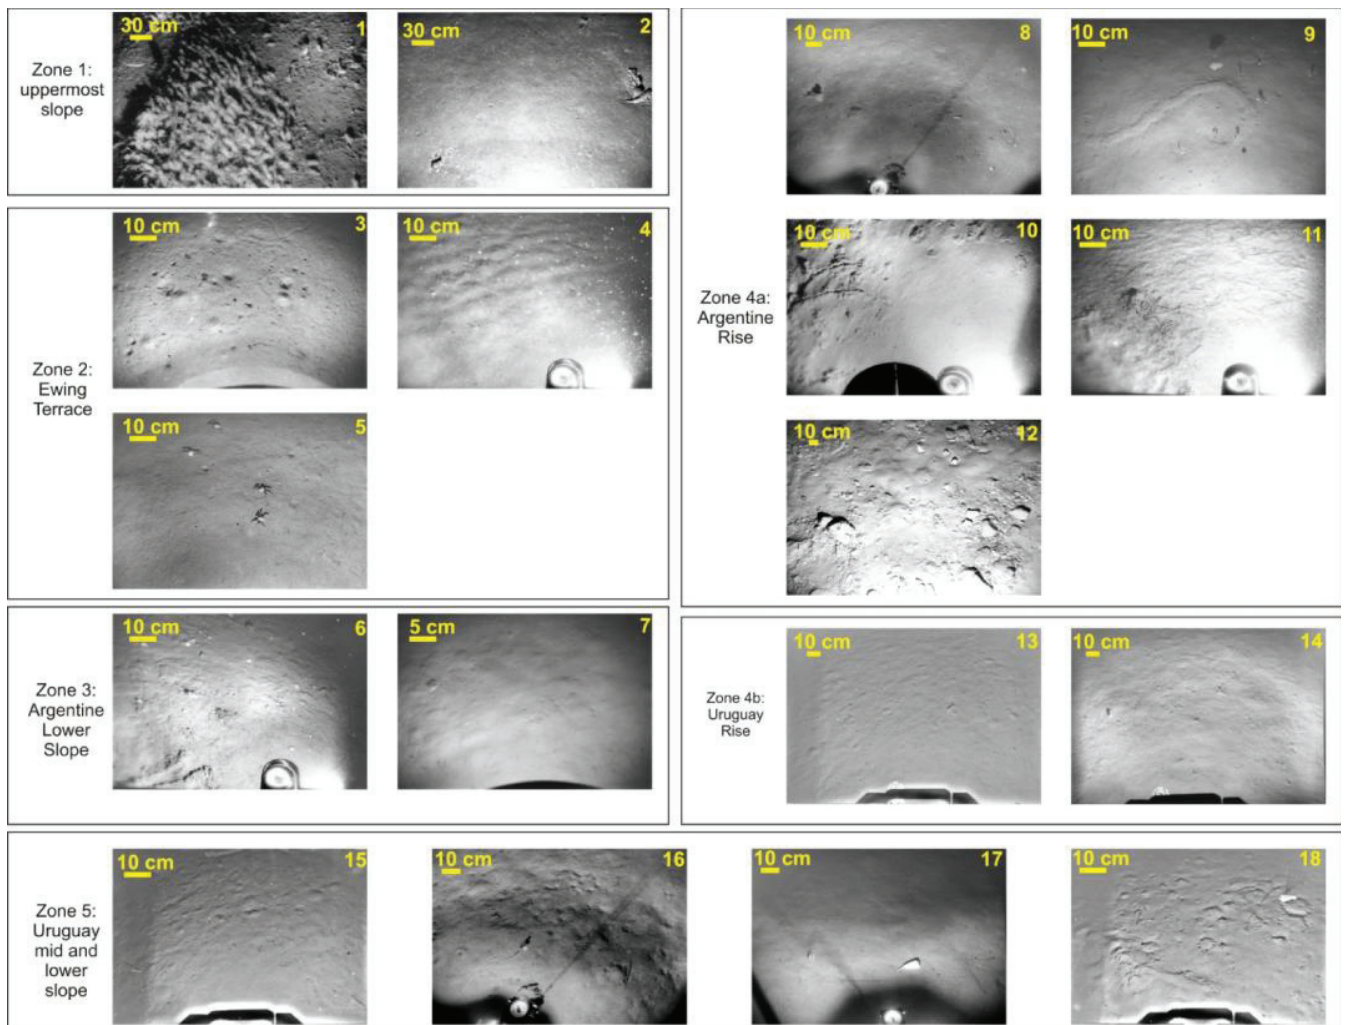 Zone 1:
uppermost
slope
30 cm 1
30 cm 2
Zone 2:
Ewing
Terrace
10 cm 3
10 cm 4
10 cm 5
Zone 3:
Argentine
Lower
Slope
10 cm 6
5 cm 7
Zone 4a:
Argentine
Rise
10 cm 8
10 cm 9
10 cm 10
10 cm 11
10 cm 12
Zone 4b:
Uruguay
Rise
10 cm 13
10 cm 14
Zone 5:
Uruguay
mid and
lower
slope
10 cm 15
10 cm 16
10 cm 17
10 cm 18